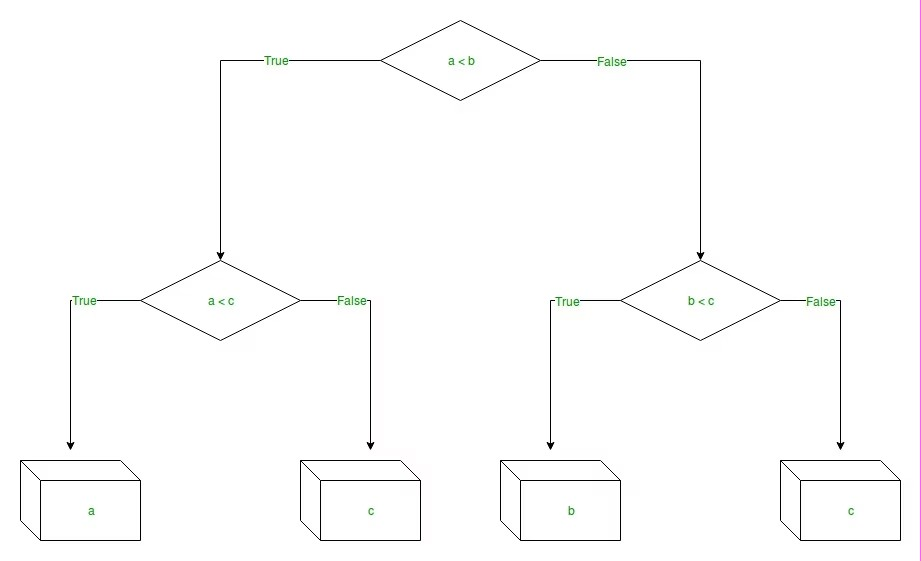 a < b
True
False
a < c
True
False
b < c
True
False
a
c
b
c